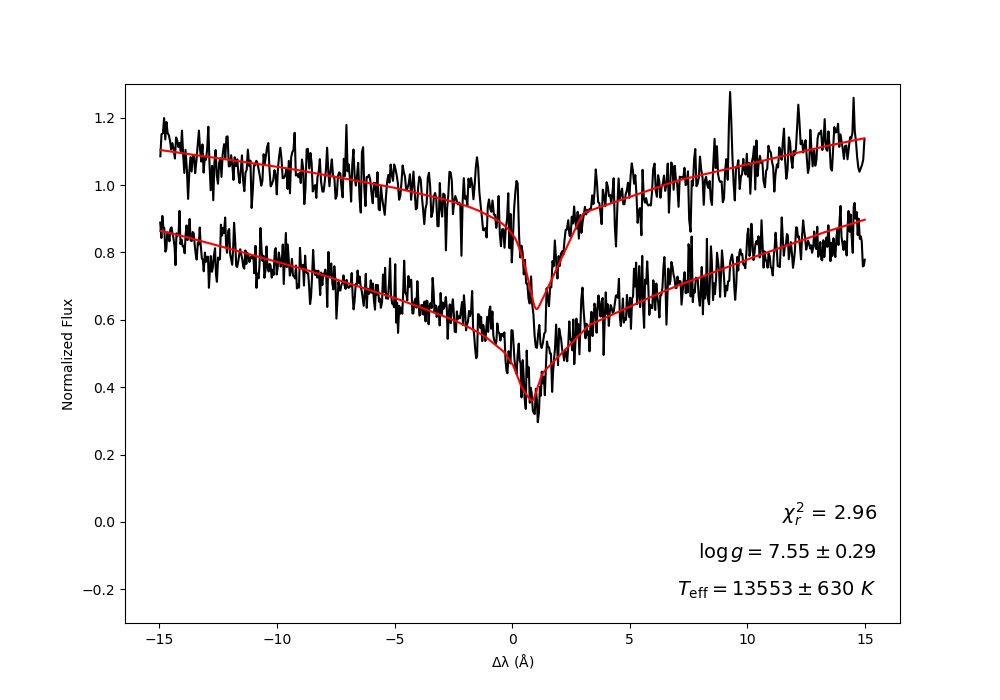 1.2
1.0
0.8
0.6
0.4
0.2
0.0
−0.2
Normalized Flux
χ²ᵣ = 2.96
log g = 7.55 ± 0.29
T_eff = 13553 ± 630 K
−15 −10 −5 0 5 10 15
Δλ (Å)